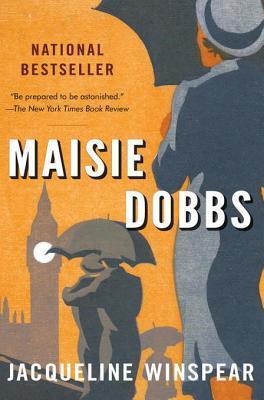 NATIONAL
BESTSELLER
"Be prepared to be astonished."
—The New York Times Book Review
MAISIE
DOBBS
JACQUELINE WINSPEAR